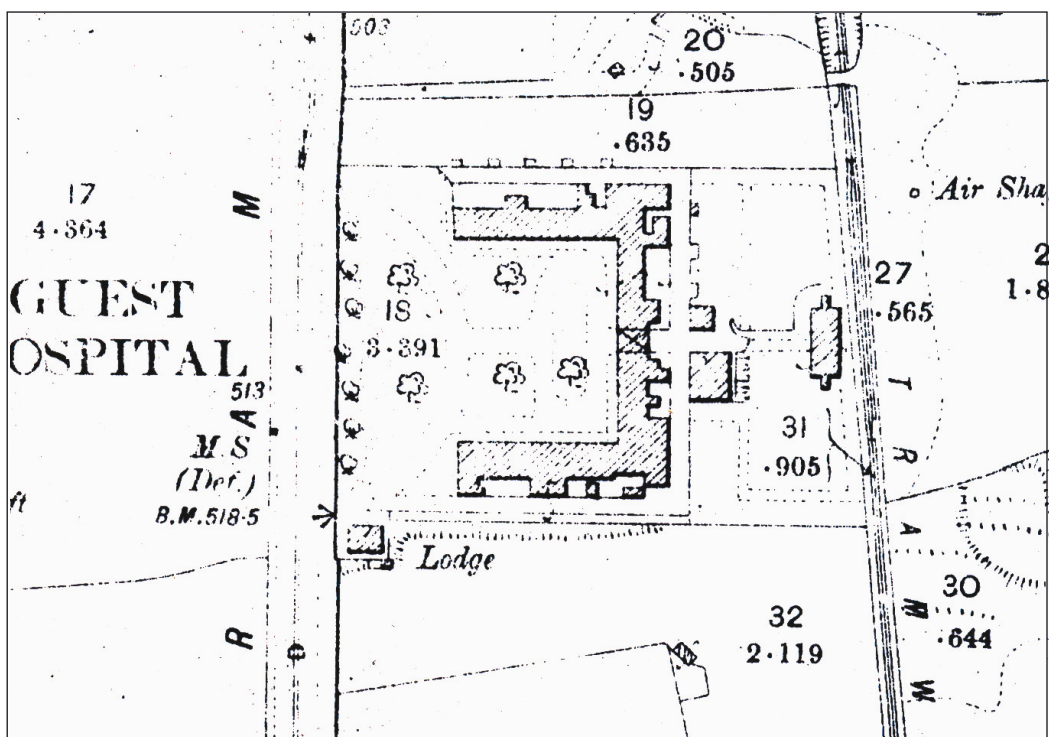 503
20
.505
19
.635
17
4.364
M
Air Sha
2
1.8
27
.565
GUEST
OSPITAL
18
3.391
513
A
M.S
(Def.)
ft
B.M.518.5
31
.905
T
R
A
M
W
Lodge
30
.644
32
2.119
R